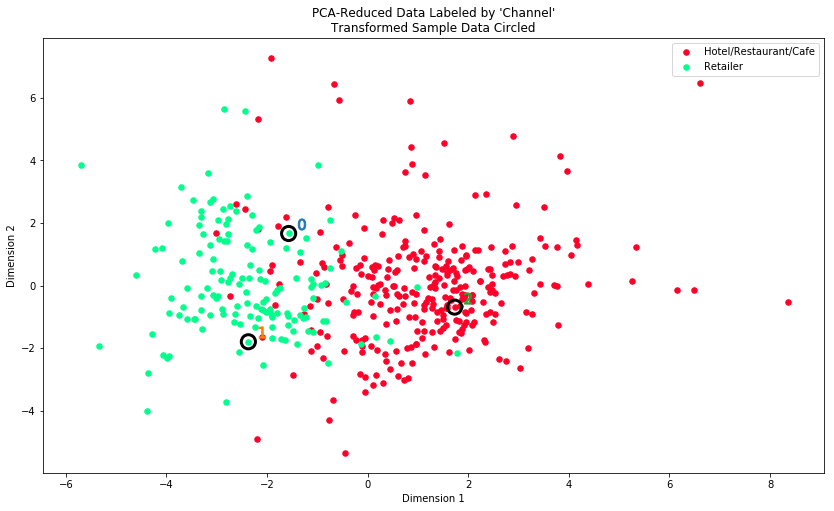 PCA-Reduced Data Labeled by 'Channel'
Transformed Sample Data Circled
Hotel/Restaurant/Cafe
Retailer
Dimension 2
6
4
2
0
−2
−4
0
1
−6
−4
−2
0
2
4
6
8
Dimension 1